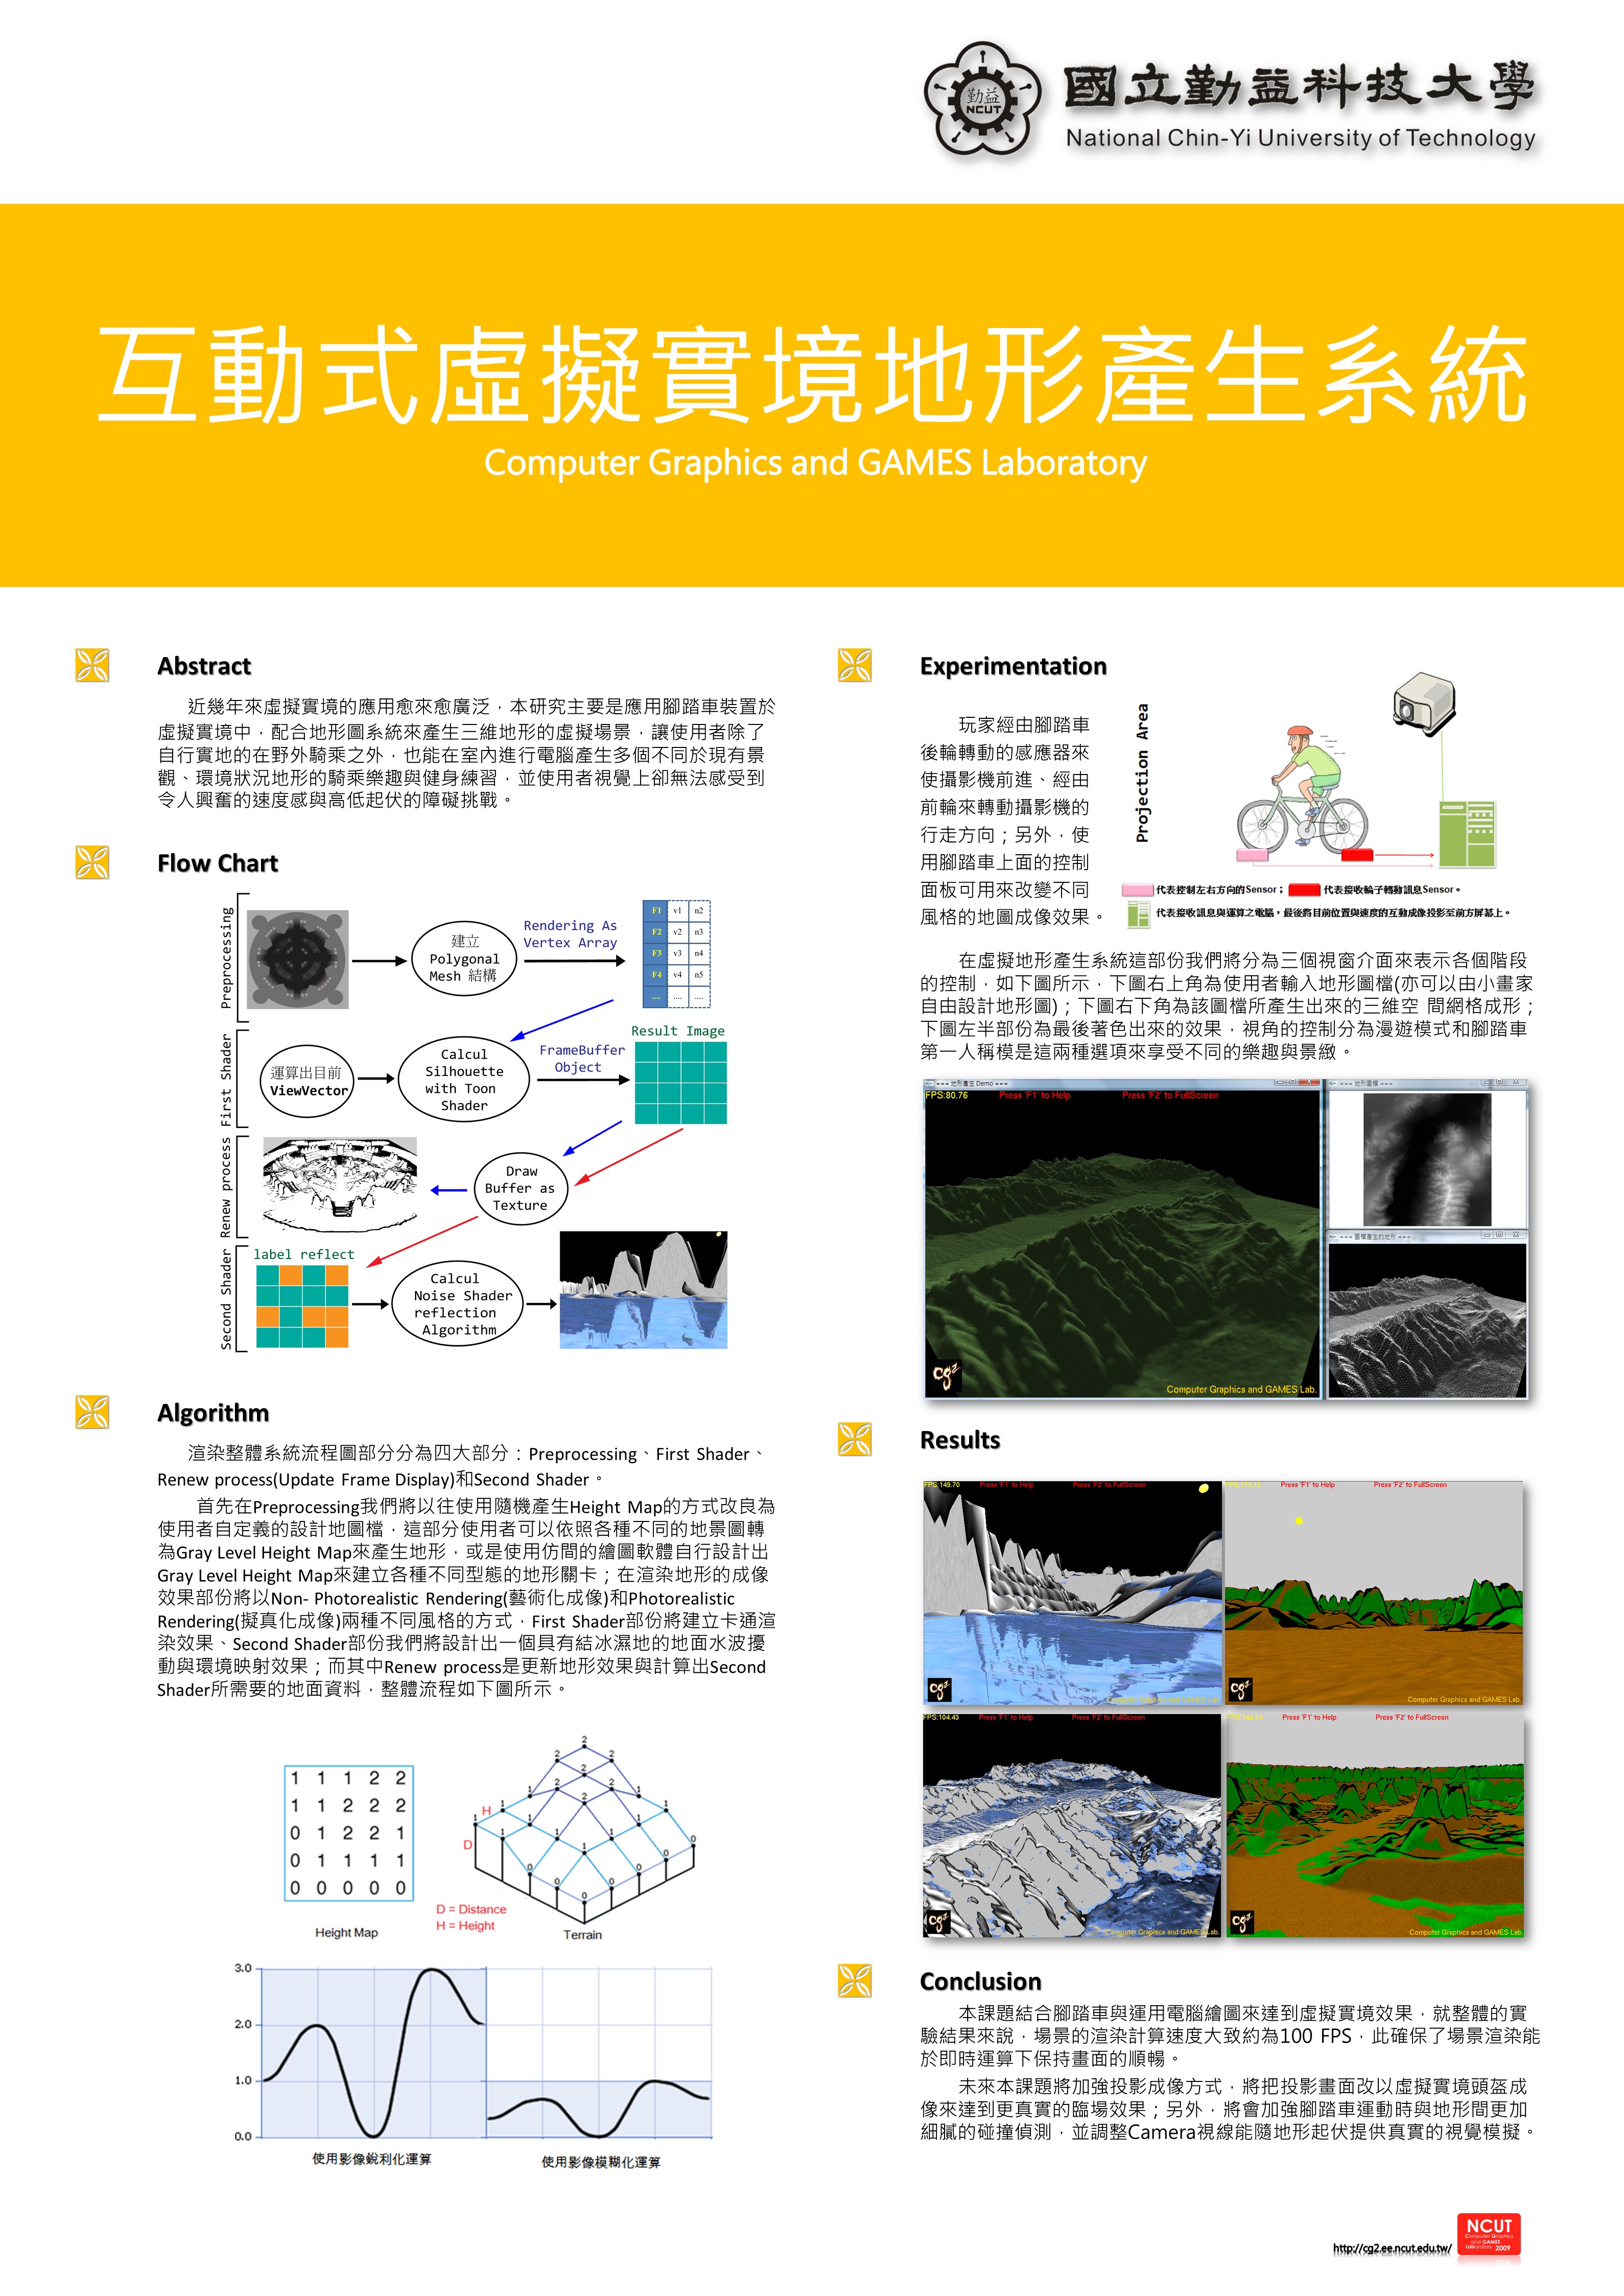 勤益
NCUT
國立勤益科技大學
National Chin-Yi University of Technology
互動式虛擬實境地形產生系統
Computer Graphics and GAMES Laboratory
Abstract
近幾年來虛擬實境的應用愈來愈廣泛，本研究主要是應用腳踏車裝置於
虛擬實境中，配合地形圖系統來產生三維地形的虛擬場景，讓使用者除了
自行實地的在野外騎乘之外，也能在室內進行電腦產生多個不同於現有景
觀、環境狀況地形的騎乘樂趣與健身練習，並使用者視覺上卻無法感受到
令人興奮的速度感與高低起伏的障礙挑戰。
Flow Chart
Preprocessing
建立
Polygonal
Mesh 結構
Rendering As
Vertex Array
F1 v1 n2
F2 v2 n3
F3 v3 n4
F4 v4 n5
.... .... ....
First Shader
運算出目前
ViewVector
Calcul
Silhouette
with Toon
Shader
FrameBuffer
Object
Result Image
Renew process
Draw
Buffer as
Texture
Second Shader
label reflect
Calcul
Noise Shader
reflection
Algorithm
Algorithm
渲染整體系統流程圖部分分為四大部分：Preprocessing、First Shader、
Renew process(Update Frame Display)和Second Shader。
首先在Preprocessing我們將以往使用隨機產生Height Map的方式改良為
使用者自定義的設計地圖檔，這部分使用者可以依照各種不同的地景圖轉
為Gray Level Height Map來產生地形，或是使用仿間的繪圖軟體自行設計出
Gray Level Height Map來建立各種不同型態的地形關卡；在渲染地形的成像
效果部份將以Non- Photorealistic Rendering(藝術化成像)和Photorealistic
Rendering(擬真化成像)兩種不同風格的方式，First Shader部份將建立卡通渲
染效果、Second Shader部份我們將設計出一個具有結冰濕地的地面水波擾
動與環境映射效果；而其中Renew process是更新地形效果與計算出Second
Shader所需要的地面資料，整體流程如下圖所示。
1 1 1 2 2
1 1 2 2 2
0 1 2 2 1
0 1 1 1 1
0 0 0 0 0
Height Map
2
2 2
2
1 2 2 1
H 1 2 1
1 1 1 0
D 1 1 0
0 0
0 0
0
D = Distance
H = Height
Terrain
3.0
2.0
1.0
0.0
使用影像銳利化運算
使用影像模糊化運算
Experimentation
玩家經由腳踏車
後輪轉動的感應器來
使攝影機前進、經由
前輪來轉動攝影機的
行走方向；另外，使
用腳踏車上面的控制
面板可用來改變不同
風格的地圖成像效果。
Projection Area
代表控制左右方向的Sensor； 代表接收輪子轉動訊息Sensor。
代表接收訊息與運算之電腦，最後將目前位置與速度的互動成像投影至前方屏幕上。
在虛擬地形產生系統這部份我們將分為三個視窗介面來表示各個階段
的控制，如下圖所示，下圖右上角為使用者輸入地形圖檔(亦可以由小畫家
自由設計地形圖)；下圖右下角為該圖檔所產生出來的三維空 間網格成形；
下圖左半部份為最後著色出來的效果，視角的控制分為漫遊模式和腳踏車
第一人稱模是這兩種選項來享受不同的樂趣與景緻。
=== 地形產生 Demo ===
FPS:80.76 Press 'F1' to Help Press 'F2' to FullScreen
cg2
Computer Graphics and GAMES Lab.
=== 地形圖檔 ===
=== 圖檔產生的地形 ===
Results
FPS:149.70 Press 'F1' to Help Press 'F2' to FullScreen
cg2
Computer Graphics and GAMES Lab.
Press 'F1' to Help Press 'F2' to FullScreen
cg2
Computer Graphics and GAMES Lab.
FPS:104.43 Press 'F1' to Help Press 'F2' to FullScreen
cg2
Computer Graphics and GAMES Lab.
Press 'F1' to Help Press 'F2' to FullScreen
cg2
Computer Graphics and GAMES Lab.
Conclusion
本課題結合腳踏車與運用電腦繪圖來達到虛擬實境效果，就整體的實
驗結果來說，場景的渲染計算速度大致約為100 FPS，此確保了場景渲染能
於即時運算下保持畫面的順暢。
未來本課題將加強投影成像方式，將把投影畫面改以虛擬實境頭盔成
像來達到更真實的臨場效果；另外，將會加強腳踏車運動時與地形間更加
細膩的碰撞偵測，並調整Camera視線能隨地形起伏提供真實的視覺模擬。
http://cg2.ee.ncut.edu.tw/
NCUT
Computer Graphics
and GAMES
Laboratory 2009